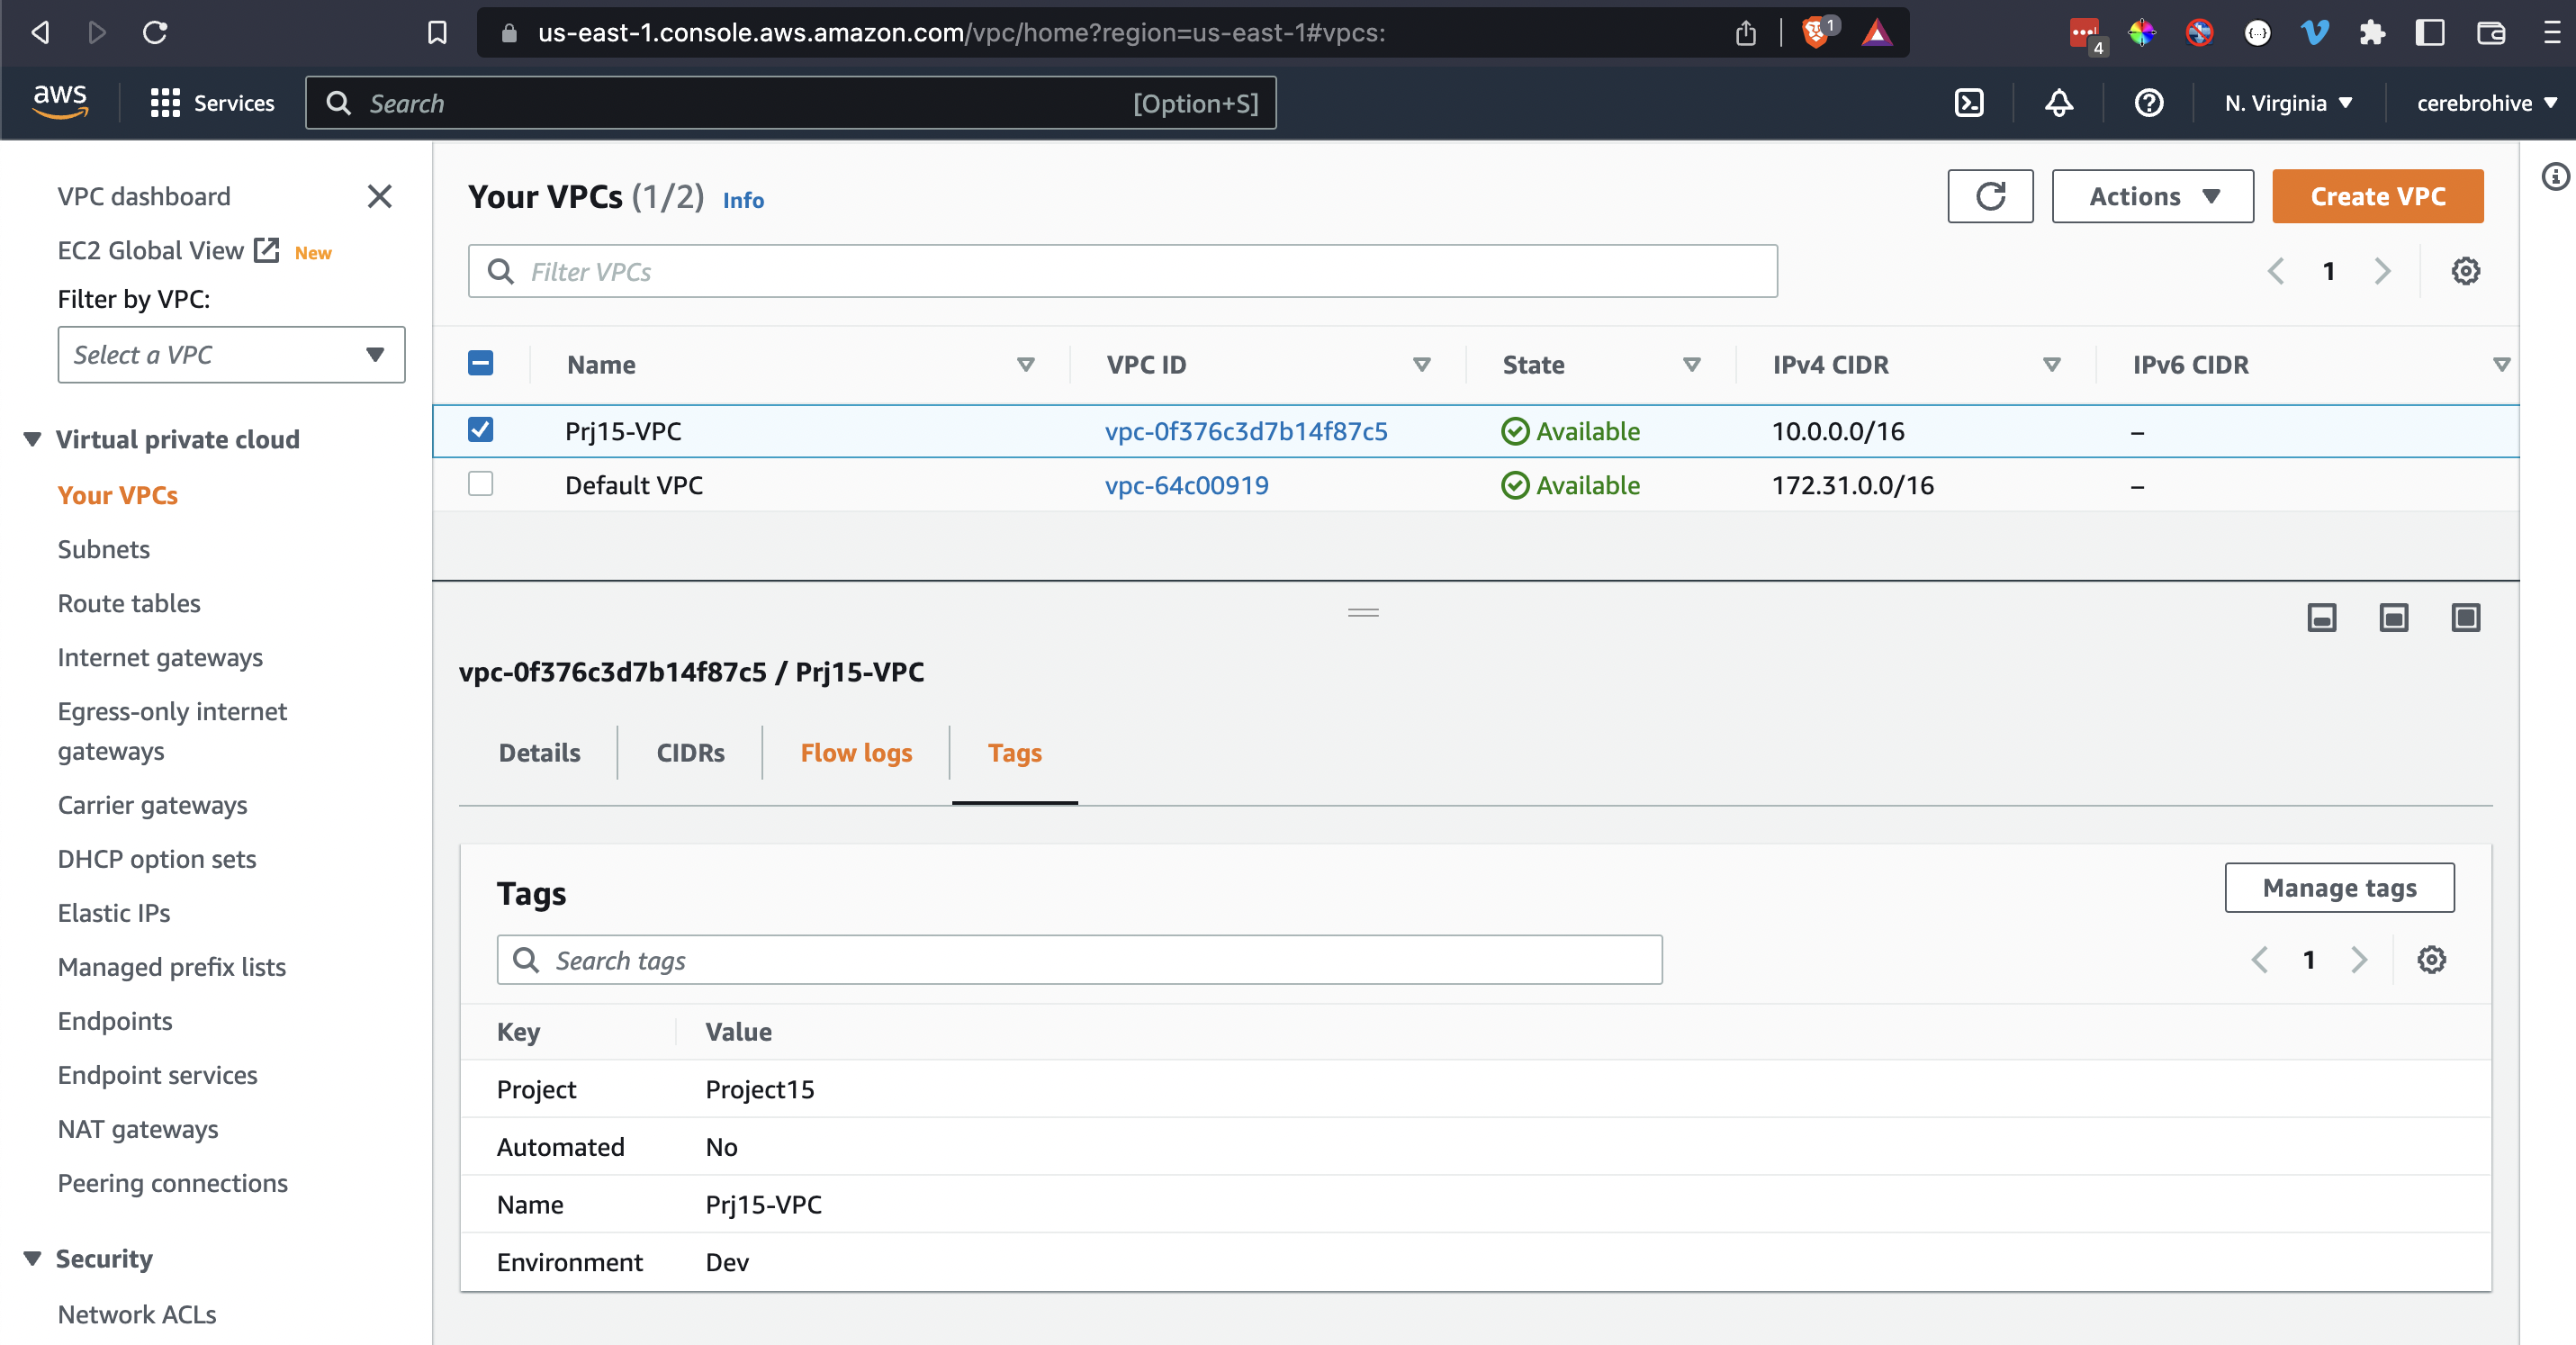 us-east-1.console.aws.amazon.com/vpc/home?region=us-east-1#vpcs:
1
4
aws
Services
Search
[Option+S]
N. Virginia
cerebrohive
VPC dashboard
EC2 Global View New
Filter by VPC:
Select a VPC
Virtual private cloud
Your VPCs
Subnets
Route tables
Internet gateways
Egress-only internet
gateways
Carrier gateways
DHCP option sets
Elastic IPs
Managed prefix lists
Endpoints
Endpoint services
NAT gateways
Peering connections
Security
Network ACLs
Your VPCs (1/2) Info
Actions
Create VPC
Filter VPCs
1
Name VPC ID State IPv4 CIDR IPv6 CIDR
Prj15-VPC vpc-0f376c3d7b14f87c5 Available 10.0.0.0/16 –
Default VPC vpc-64c00919 Available 172.31.0.0/16 –
vpc-0f376c3d7b14f87c5 / Prj15-VPC
Details CIDRs Flow logs Tags
Tags
Manage tags
Search tags
1
Key Value
Project Project15
Automated No
Name Prj15-VPC
Environment Dev